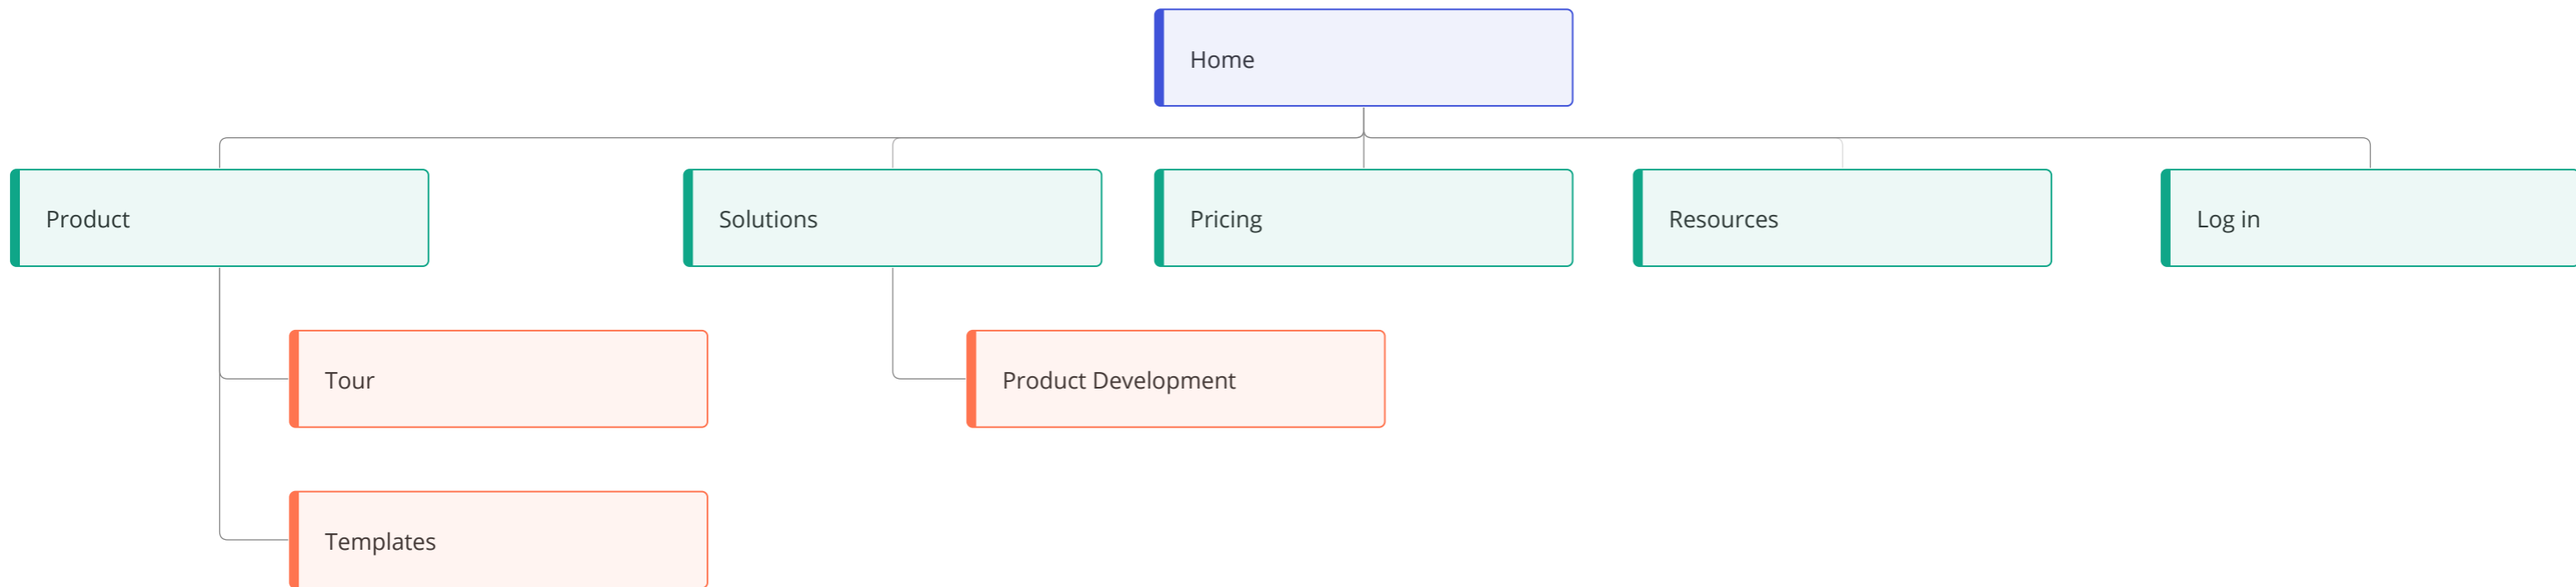 Home
Product
Solutions
Pricing
Resources
Log in
Tour
Product Development
Templates